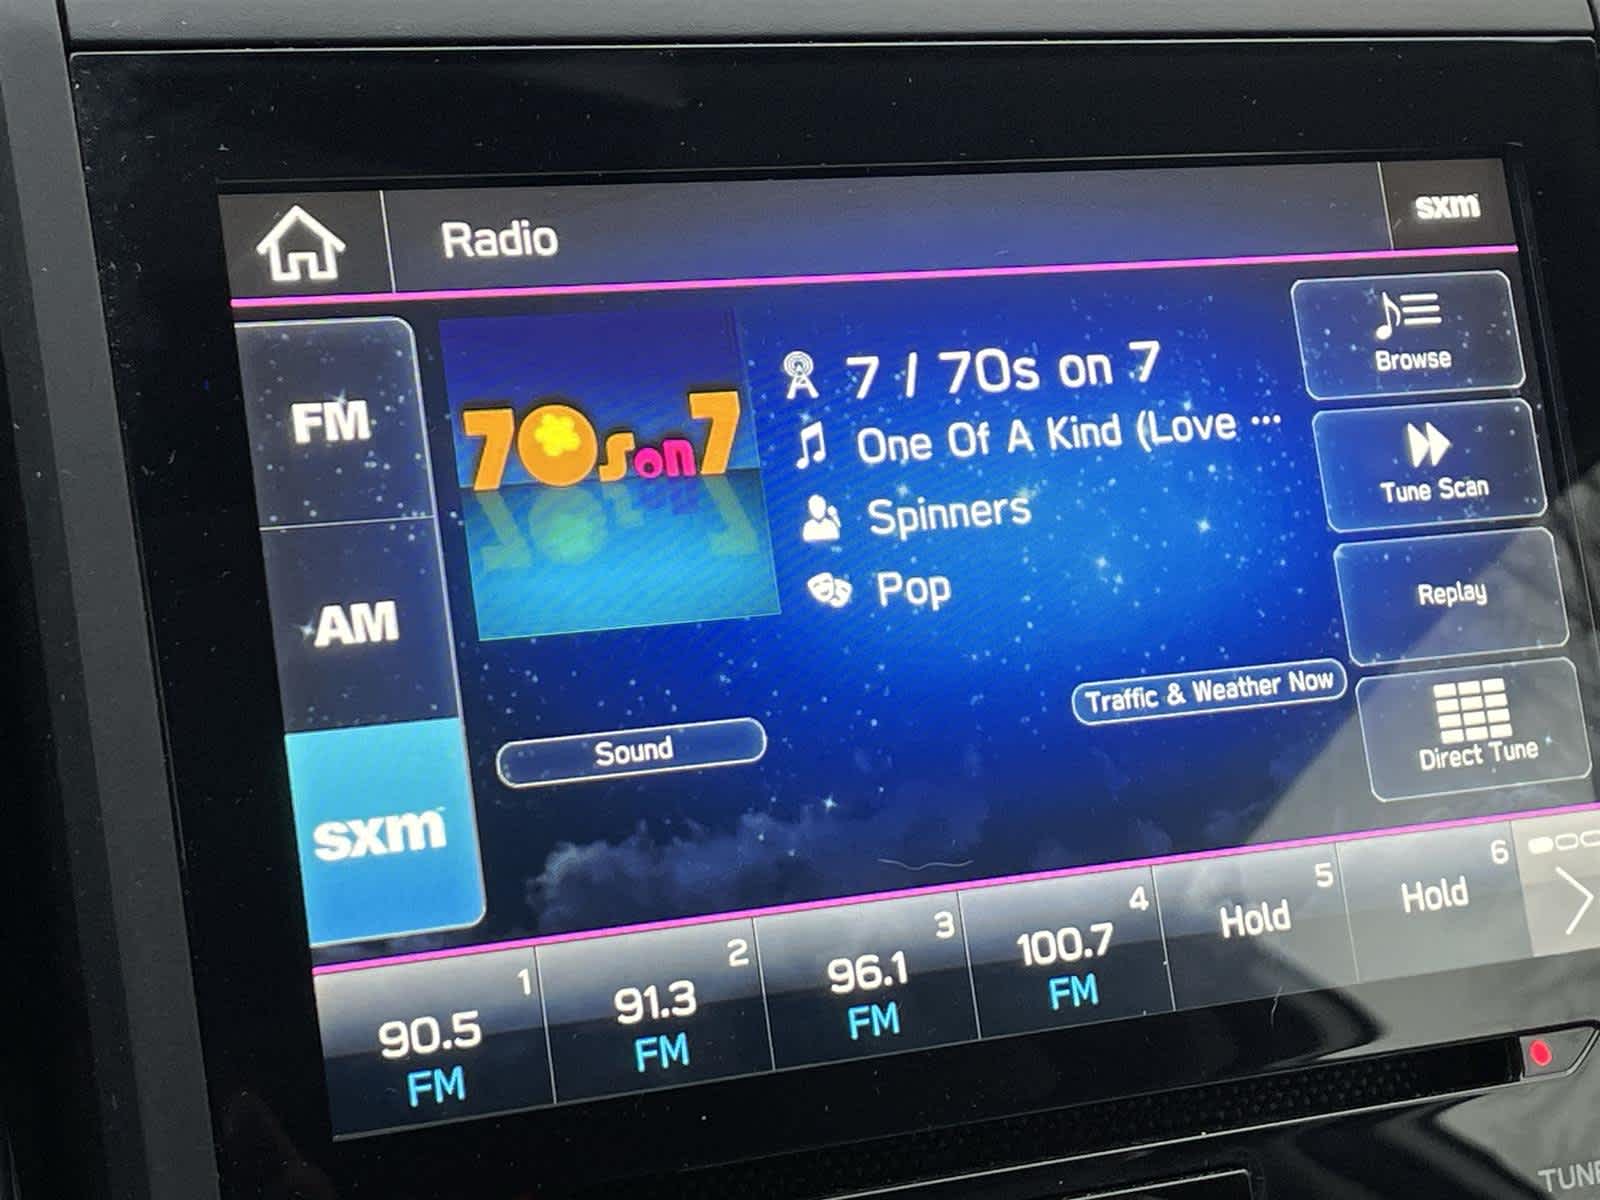 Radio
sxm
FM
AM
sxm
70s on 7
7 / 70s on 7
One Of A Kind (Love ...
Spinners
Pop
Browse
Tune Scan
Replay
Direct Tune
Traffic & Weather Now
Sound
1
90.5
FM
2
91.3
FM
3
96.1
FM
4
100.7
FM
5
Hold
6
Hold
TUNE